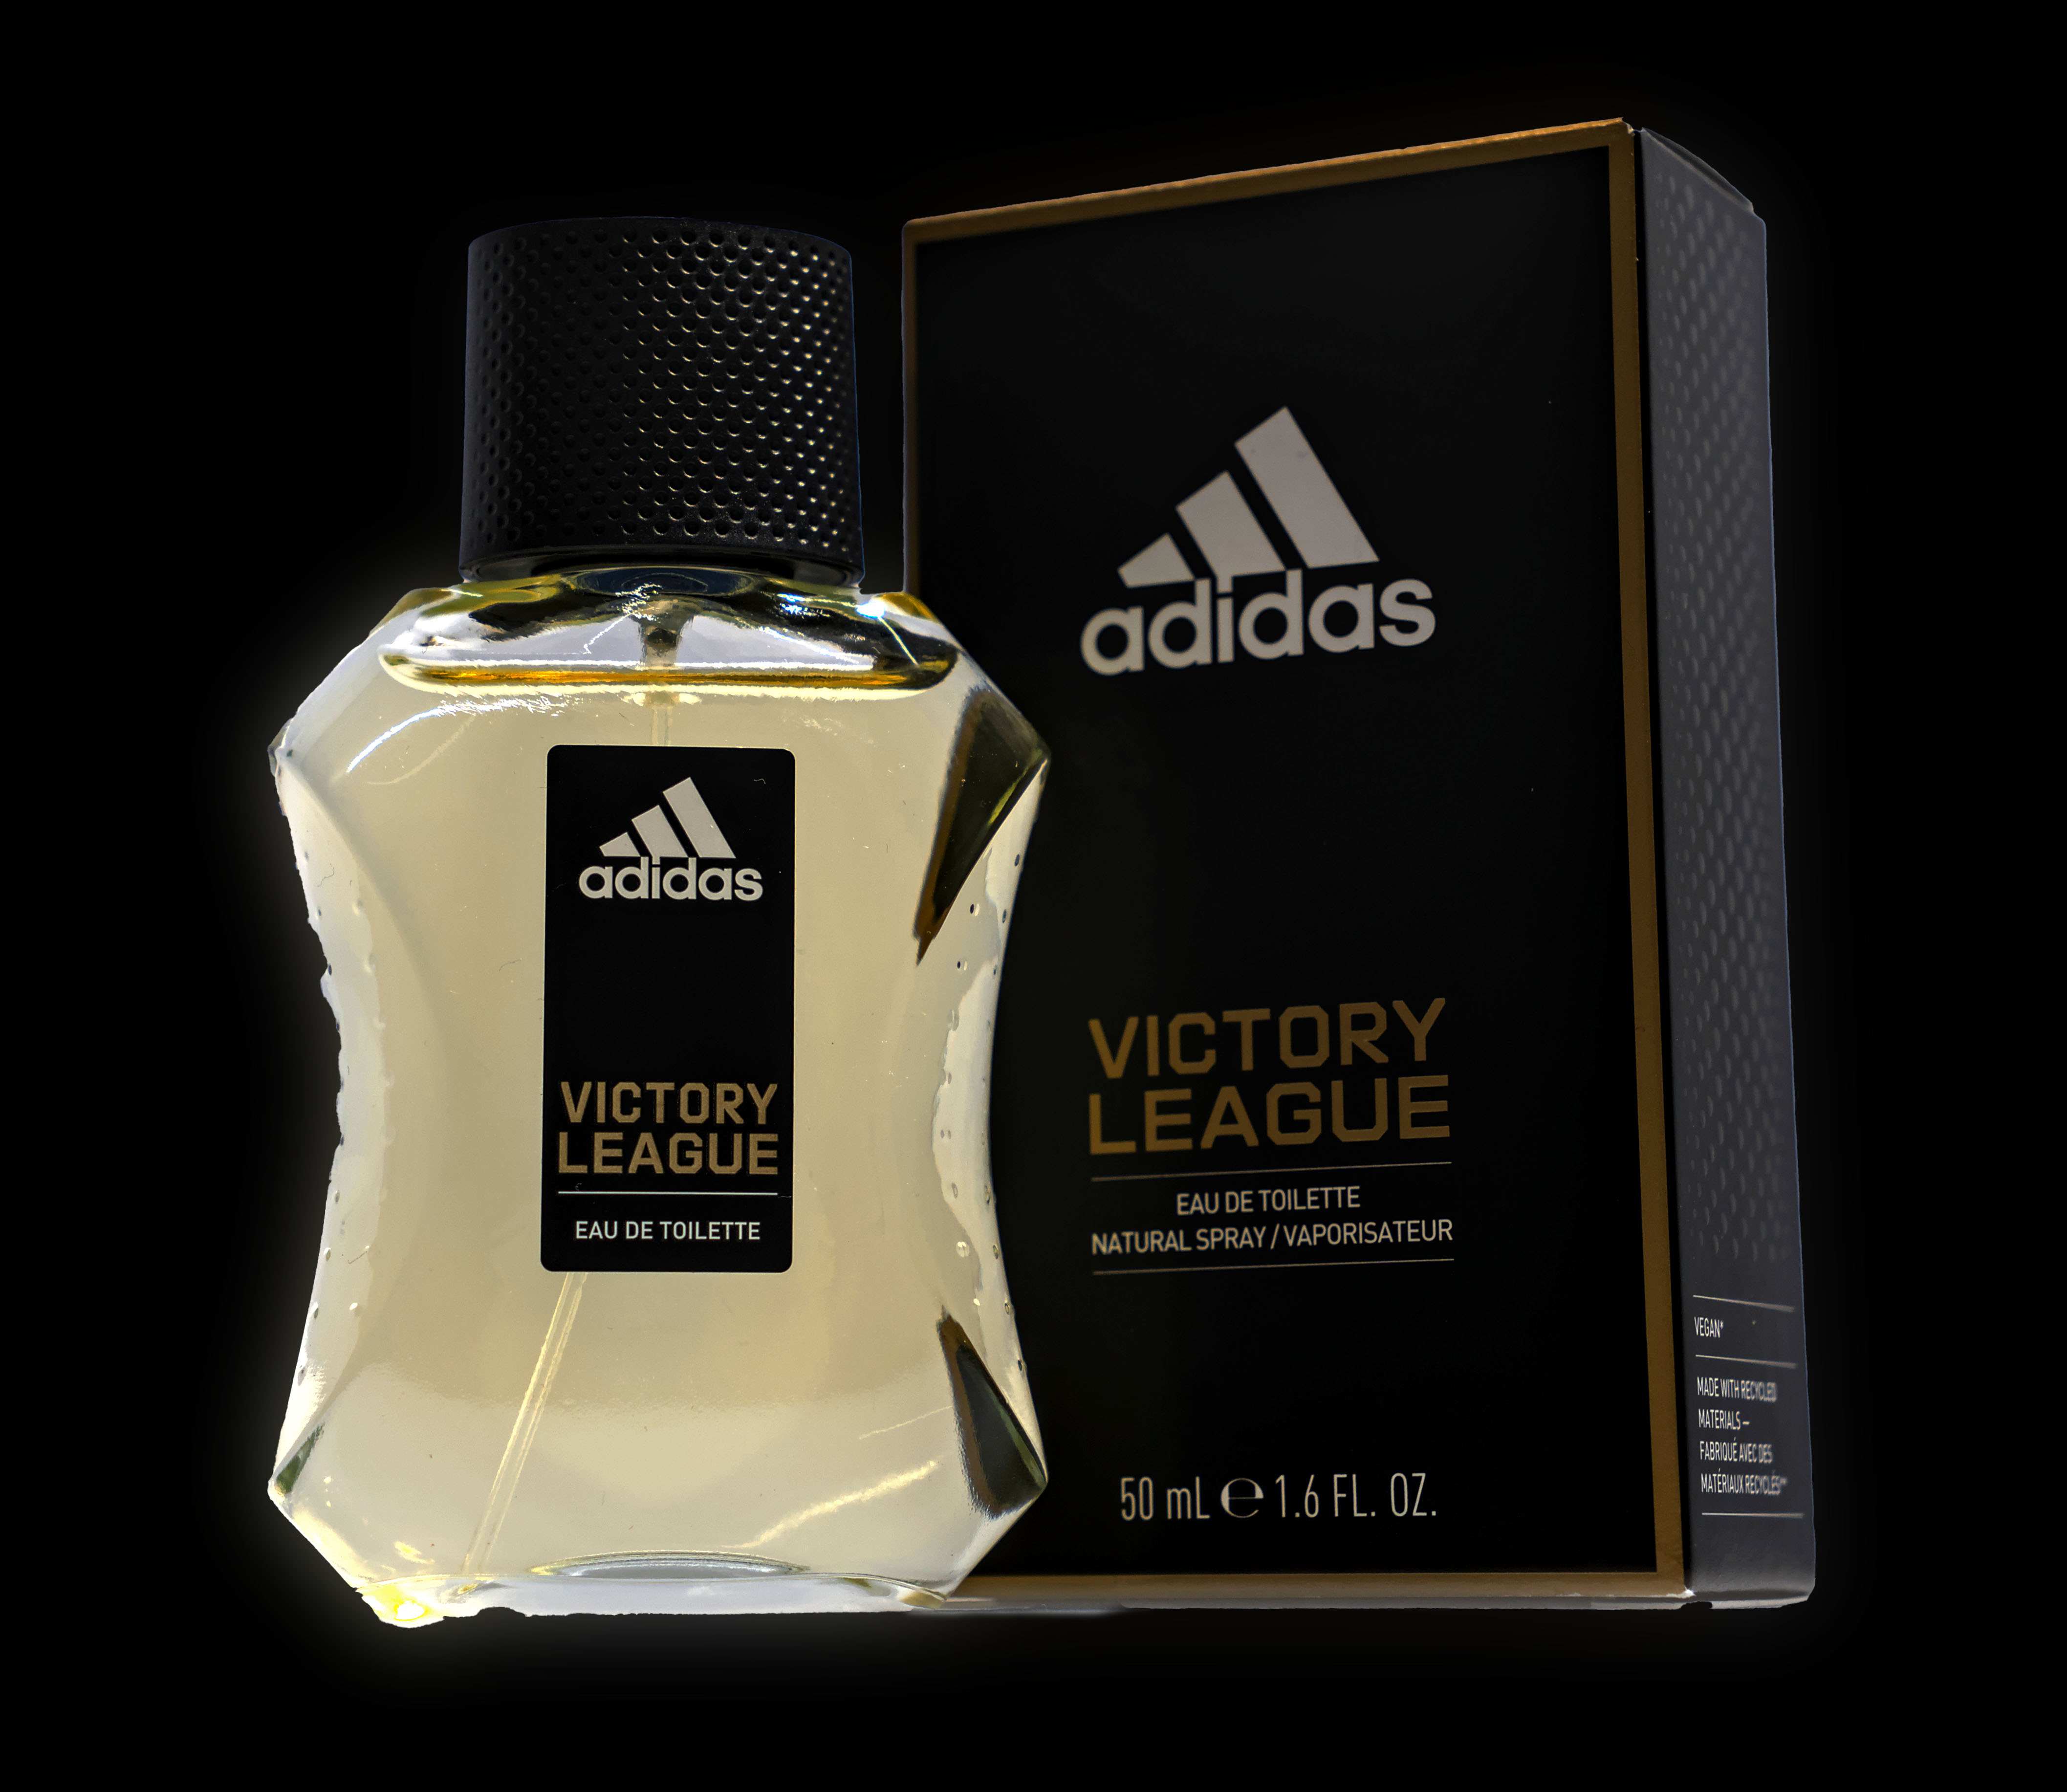 adidas
VICTORY
LEAGUE
EAU DE TOILETTE
adidas
VICTORY
LEAGUE
EAU DE TOILETTE
NATURAL SPRAY / VAPORISATEUR
50 mL ℮ 1.6 FL. OZ.
VEGAN*
MADE WITH RECYCLED
MATERIALS –
FABRIQUÉ AVEC DES
MATÉRIAUX RECYCLÉS**